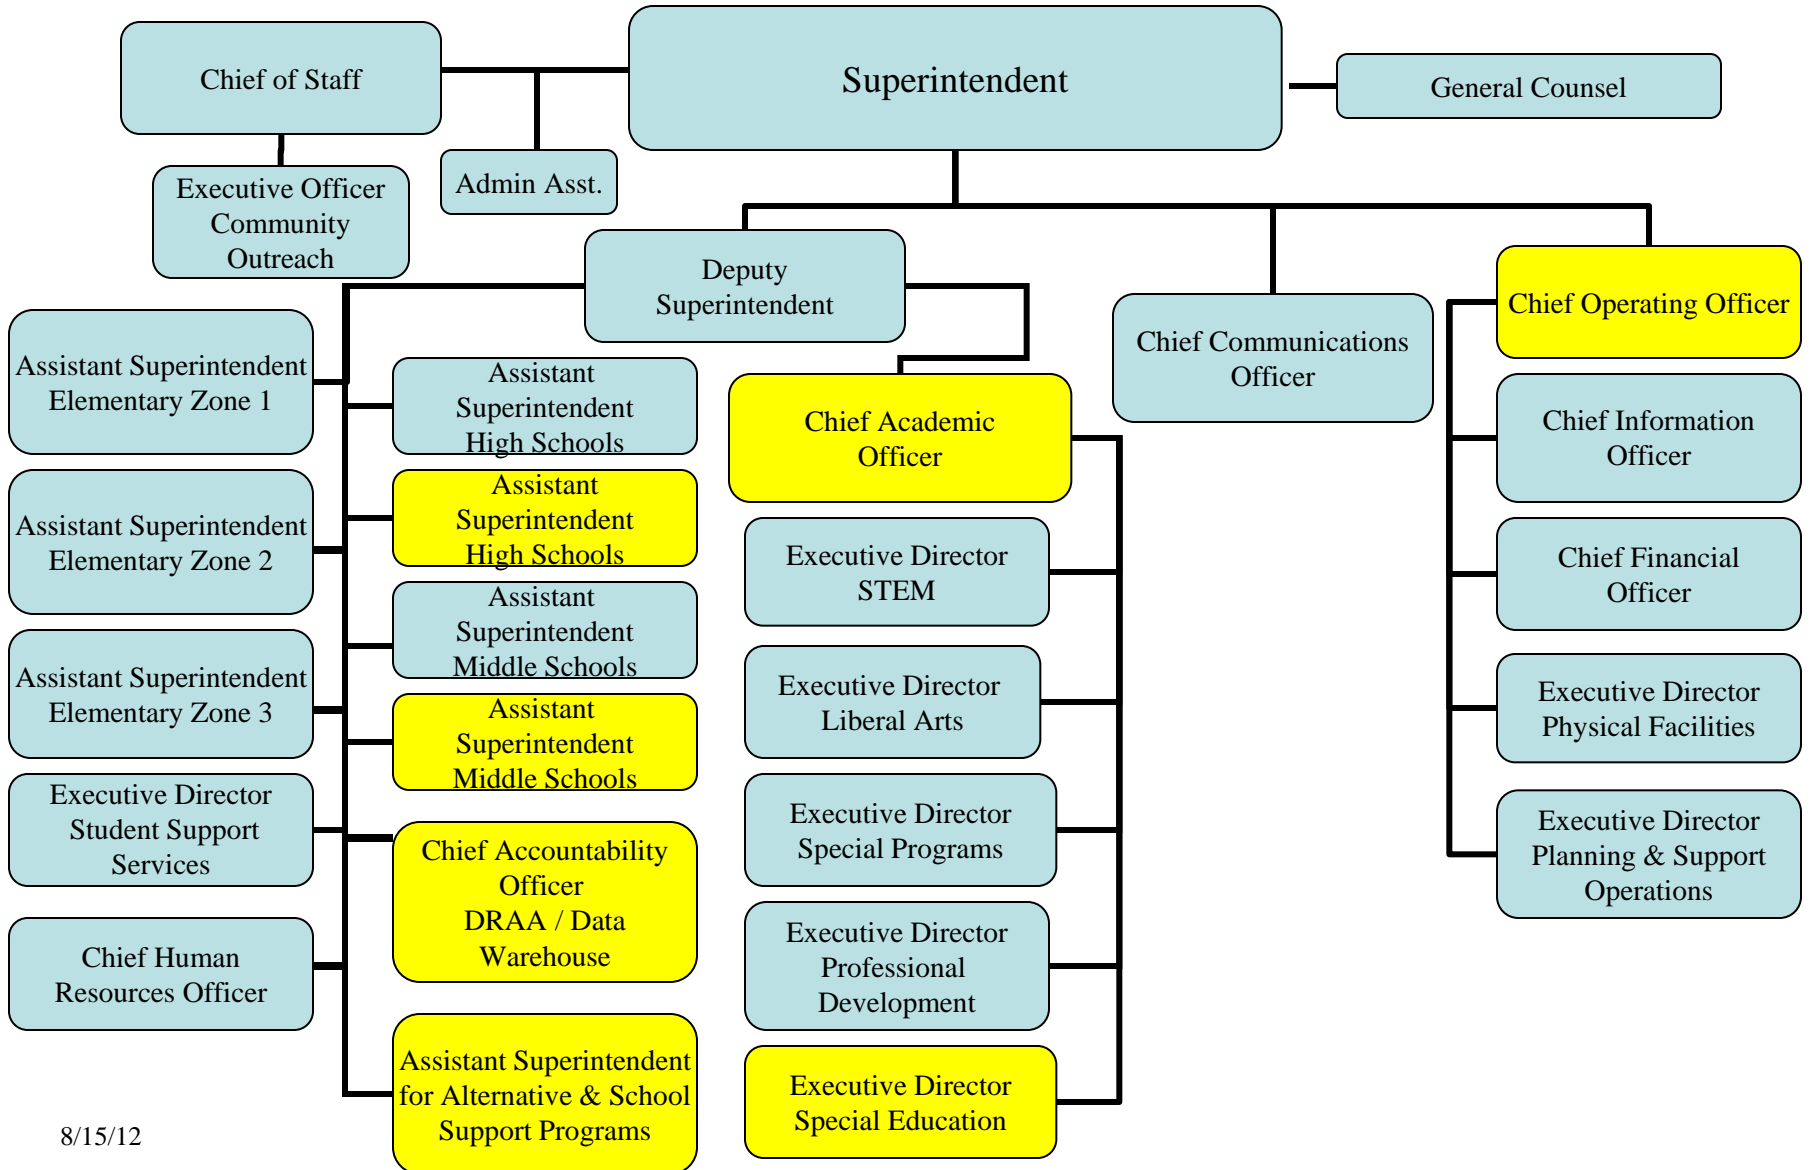 Chief of Staff
Superintendent
General Counsel
Executive Officer
Community
Outreach
Admin Asst.
Deputy
Superintendent
Chief Communications
Officer
Chief Operating Officer
Assistant Superintendent
Elementary Zone 1
Assistant Superintendent
Elementary Zone 2
Assistant Superintendent
Elementary Zone 3
Executive Director
Student Support
Services
Chief Human
Resources Officer
Assistant
Superintendent
High Schools
Assistant
Superintendent
High Schools
Assistant
Superintendent
Middle Schools
Assistant
Superintendent
Middle Schools
Chief Accountability
Officer
DRAA / Data
Warehouse
Assistant Superintendent
for Alternative & School
Support Programs
Chief Academic
Officer
Executive Director
STEM
Executive Director
Liberal Arts
Executive Director
Special Programs
Executive Director
Professional
Development
Executive Director
Special Education
Chief Information
Officer
Chief Financial
Officer
Executive Director
Physical Facilities
Executive Director
Planning & Support
Operations
8/15/12